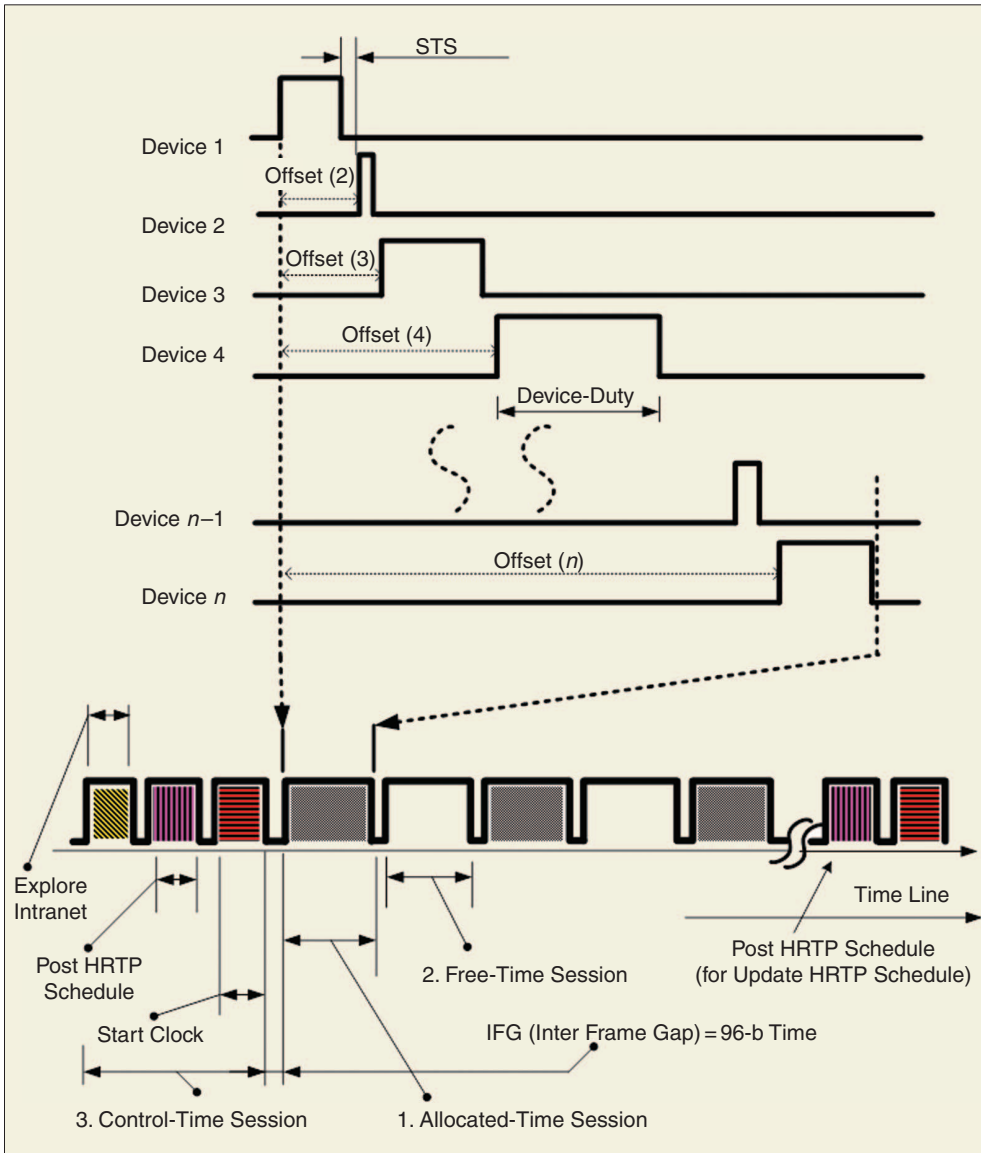 STS
Device 1
Offset (2)
Device 2
Offset (3)
Device 3
Offset (4)
Device 4
Device-Duty
Device n–1
Offset (n)
Device n
Explore
Intranet
Time Line
Post HRTP
Schedule
Post HRTP Schedule
(for Update HRTP Schedule)
2. Free-Time Session
Start Clock
IFG (Inter Frame Gap) = 96-b Time
3. Control-Time Session
1. Allocated-Time Session